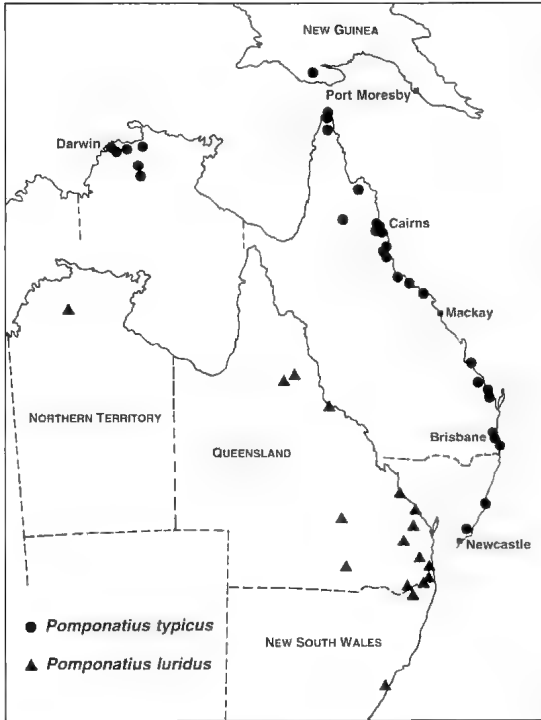 NEW GUINEA
Port Moresby
Darwin
Cairns
Mackay
NORTHERN TERRITORY
Brisbane
QUEENSLAND
Newcastle
Pomponatius typicus
NEW SOUTH WALES
Pomponatius luridus